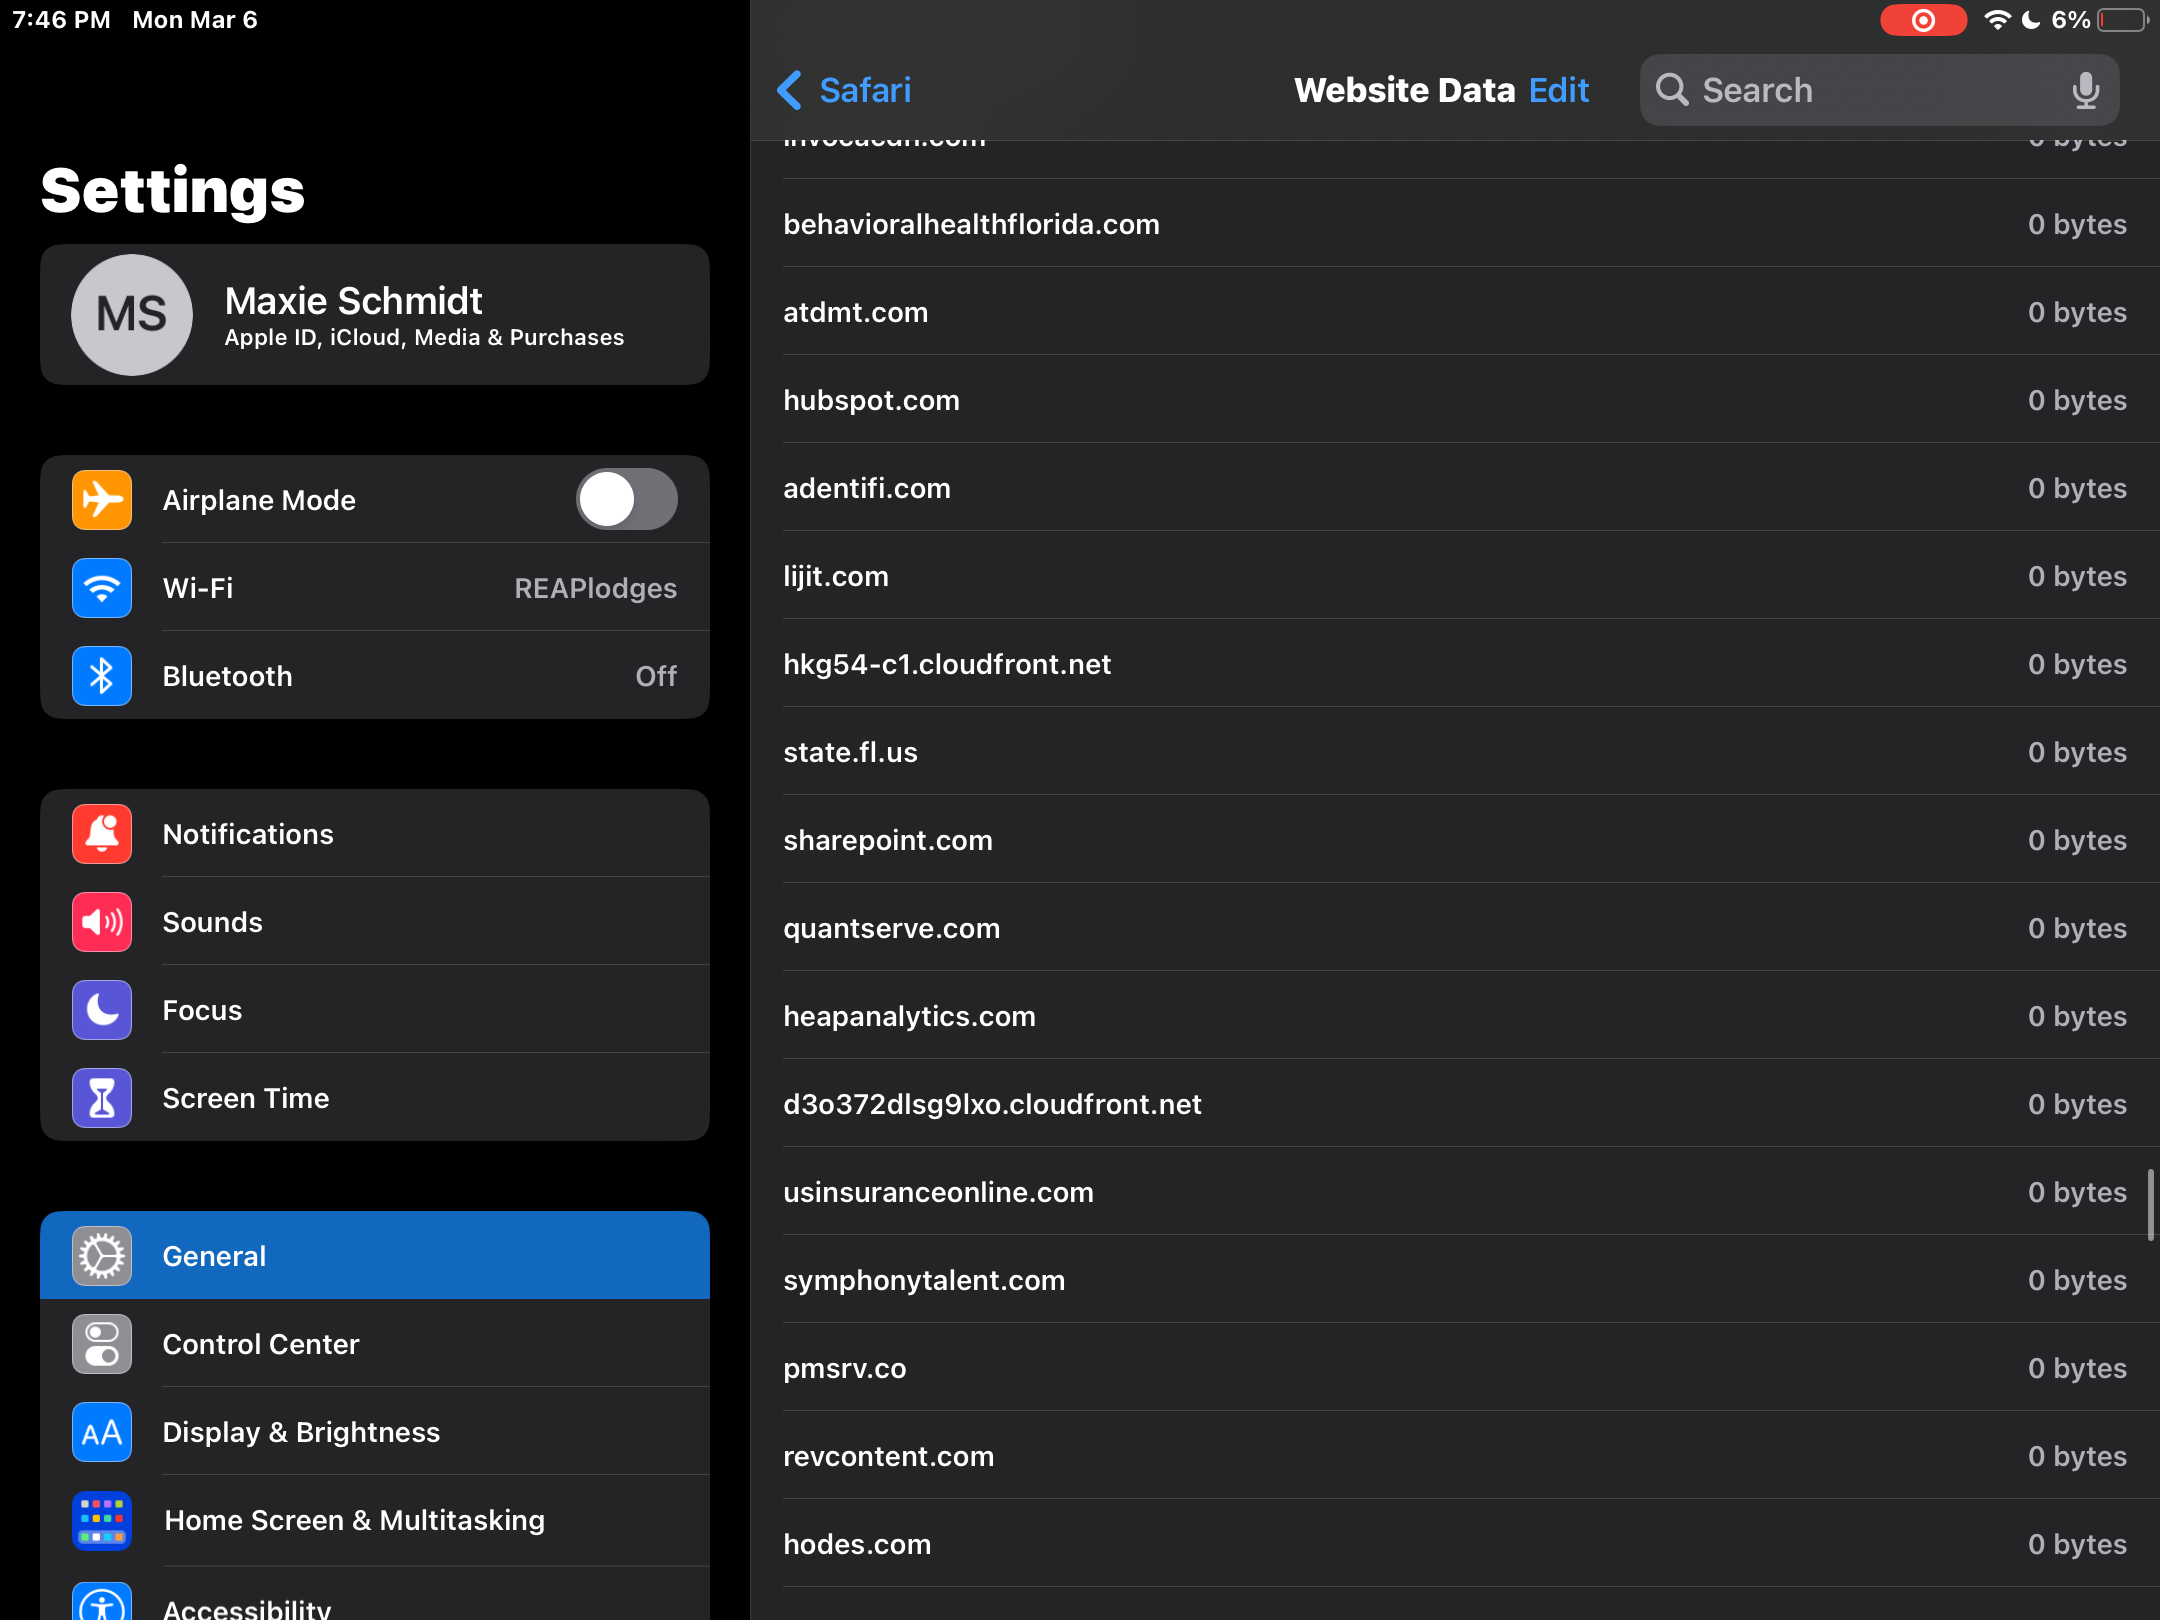 7:46 PM Mon Mar 6
6%
Settings
MS
Maxie Schmidt
Apple ID, iCloud, Media & Purchases
Airplane Mode
Wi-Fi REAPlodges
Bluetooth Off
Notifications
Sounds
Focus
Screen Time
General
Control Center
AA
Display & Brightness
Home Screen & Multitasking
Accessibility
Safari
Website Data Edit
Search
invocacdn.com 0 bytes
behavioralhealthflorida.com 0 bytes
atdmt.com 0 bytes
hubspot.com 0 bytes
adentifi.com 0 bytes
lijit.com 0 bytes
hkg54-c1.cloudfront.net 0 bytes
state.fl.us 0 bytes
sharepoint.com 0 bytes
quantserve.com 0 bytes
heapanalytics.com 0 bytes
d3o372dlsg9lxo.cloudfront.net 0 bytes
usinsuranceonline.com 0 bytes
symphonytalent.com 0 bytes
pmsrv.co 0 bytes
revcontent.com 0 bytes
hodes.com 0 bytes